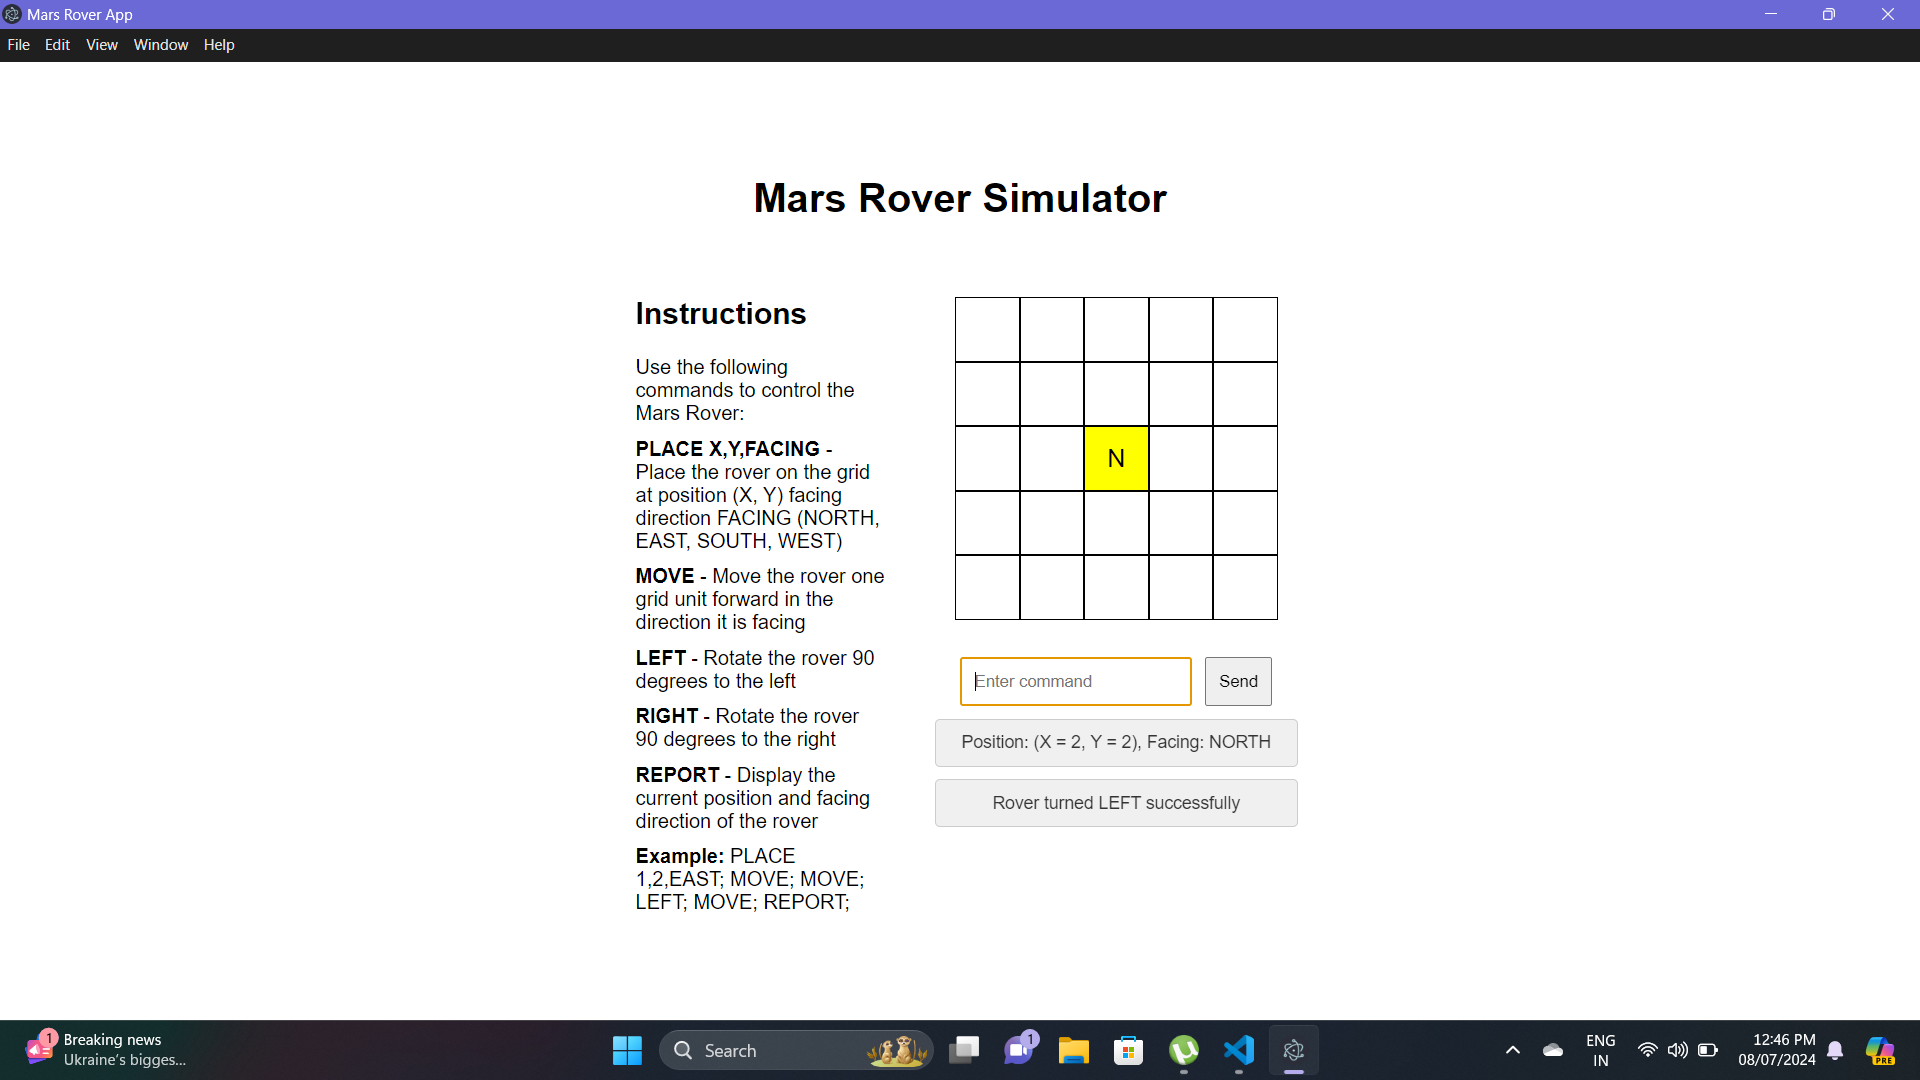 Mars Rover App
File Edit View Window Help
Mars Rover Simulator
Instructions
Use the following
commands to control the
Mars Rover:
PLACE X,Y,FACING -
Place the rover on the grid
at position (X, Y) facing
direction FACING (NORTH,
EAST, SOUTH, WEST)
MOVE - Move the rover one
grid unit forward in the
direction it is facing
LEFT - Rotate the rover 90
degrees to the left
RIGHT - Rotate the rover
90 degrees to the right
REPORT - Display the
current position and facing
direction of the rover
Example: PLACE
1,2,EAST; MOVE; MOVE;
LEFT; MOVE; REPORT;
N
Enter command
Send
Position: (X = 2, Y = 2), Facing: NORTH
Rover turned LEFT successfully
1
Breaking news
Ukraine's bigges...
Search
1
ENG
IN
12:46 PM
08/07/2024
PRE